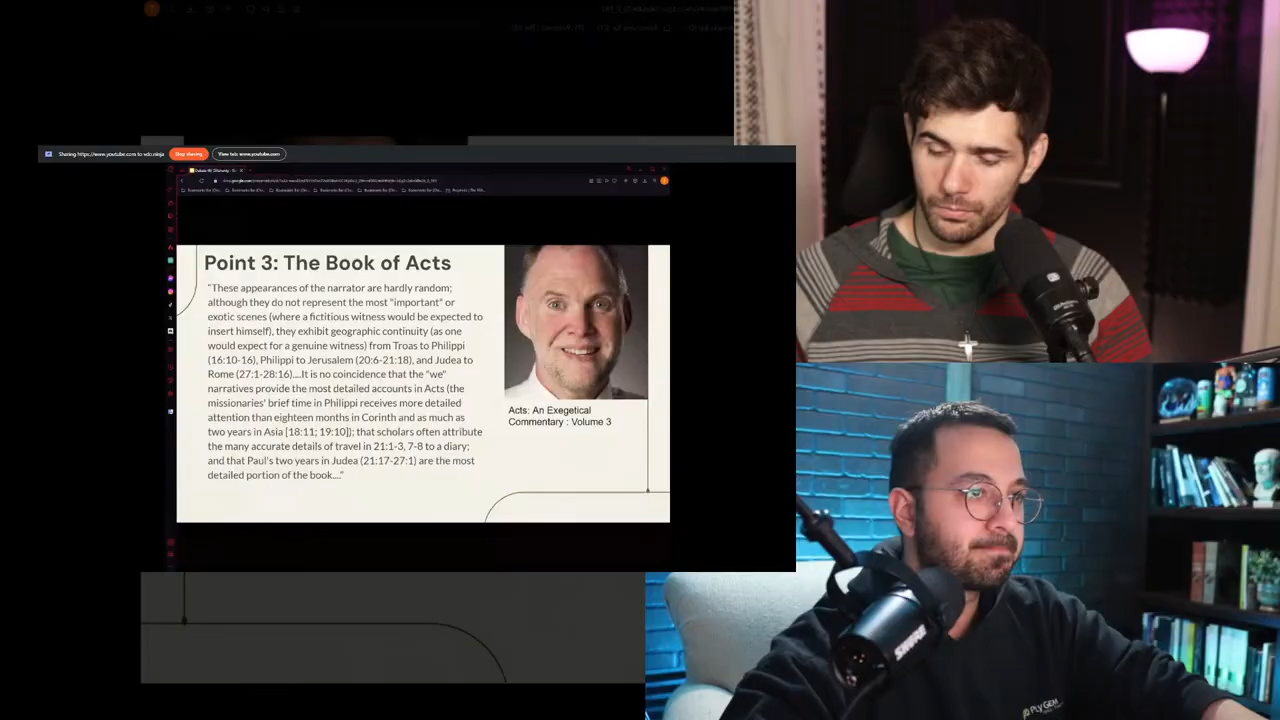 Sharing https://www.youtube.com to vdo.ninja
Stop sharing
View tab: www.youtube.com
Point 3: The Book of Acts
"These appearances of the narrator are hardly random;
although they do not represent the most "important" or
exotic scenes (where a fictitious witness would be expected to
insert himself), they exhibit geographic continuity (as one
would expect for a genuine witness) from Troas to Philippi
(16:10-16), Philippi to Jerusalem (20:6-21:18), and Judea to
Rome (27:1-28:16)....It is no coincidence that the "we"
narratives provide the most detailed accounts in Acts (the
missionaries' brief time in Philippi receives more detailed
attention than eighteen months in Corinth and as much as
two years in Asia [18:11; 19:10]); that scholars often attribute
the many accurate details of travel in 21:1-3, 7-8 to a diary;
and that Paul's two years in Judea (21:17-27:1) are the most
detailed portion of the book...."
Acts: An Exegetical
Commentary : Volume 3
SHURE
PLY GEM